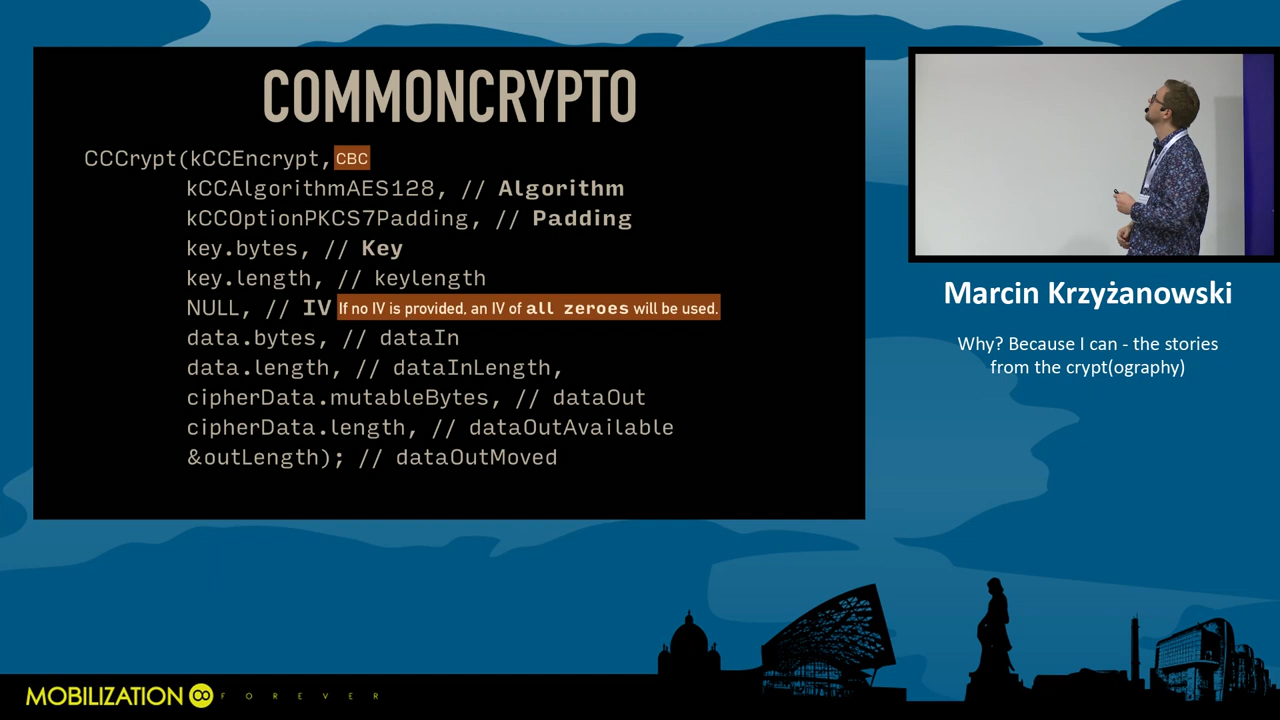 COMMONCRYPTO
CCCrypt(kCCEncrypt, CBC
kCCAlgorithmAES128, // Algorithm
kCCOptionPKCS7Padding, // Padding
key.bytes, // Key
key.length, // keylength
NULL, // IV If no IV is provided, an IV of all zeroes will be used.
data.bytes, // dataIn
data.length, // dataInLength,
cipherData.mutableBytes, // dataOut
cipherData.length, // dataOutAvailable
&outLength); // dataOutMoved
Marcin Krzyżanowski
Why? Because I can - the stories
from the crypt(ography)
MOBILIZATION ∞ FOREVER